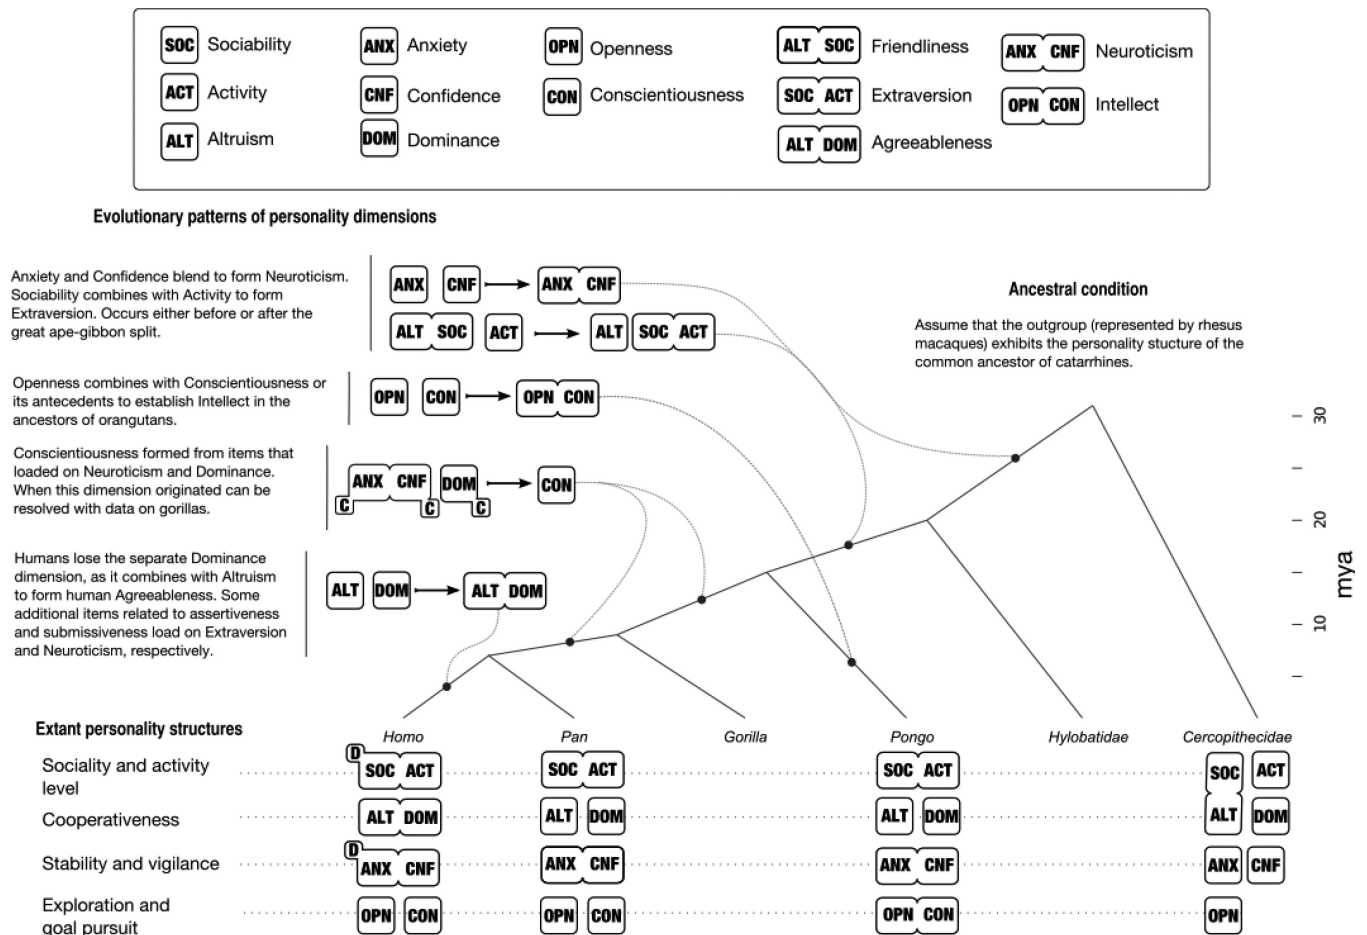 SOC Sociability
ANX Anxiety
OPN Openness
ALT SOC Friendliness
ANX CNF Neuroticism
ACT Activity
CNF Confidence
CON Conscientiousness
SOC ACT Extraversion
OPN CON Intellect
ALT Altruism
DOM Dominance
ALT DOM Agreeableness
Evolutionary patterns of personality dimensions
Anxiety and Confidence blend to form Neuroticism.
Sociability combines with Activity to form
Extraversion. Occurs either before or after the
great ape-gibbon split.
ANX CNF ANX CNF
ALT SOC ACT ALT SOC ACT
Ancestral condition
Assume that the outgroup (represented by rhesus
macaques) exhibits the personality stucture of the
common ancestor of catarrhines.
Openness combines with Conscientiousness or
its antecedents to establish Intellect in the
ancestors of orangutans.
OPN CON OPN CON
Conscientiousness formed from items that
loaded on Neuroticism and Dominance.
When this dimension originated can be
resolved with data on gorillas.
ANX CNF DOM CON
C C C
Humans lose the separate Dominance
dimension, as it combines with Altruism
to form human Agreeableness. Some
additional items related to assertiveness
and submissiveness load on Extraversion
and Neuroticism, respectively.
ALT DOM ALT DOM
30
20
10
mya
Extant personality structures
Homo Pan Gorilla Pongo Hylobatidae Cercopithecidae
Sociality and activity
level
D SOC ACT SOC ACT SOC ACT SOC ACT
Cooperativeness ALT DOM ALT DOM ALT DOM ALT DOM
Stability and vigilance D ANX CNF ANX CNF ANX CNF ANX CNF
Exploration and
goal pursuit
OPN CON OPN CON OPN CON OPN